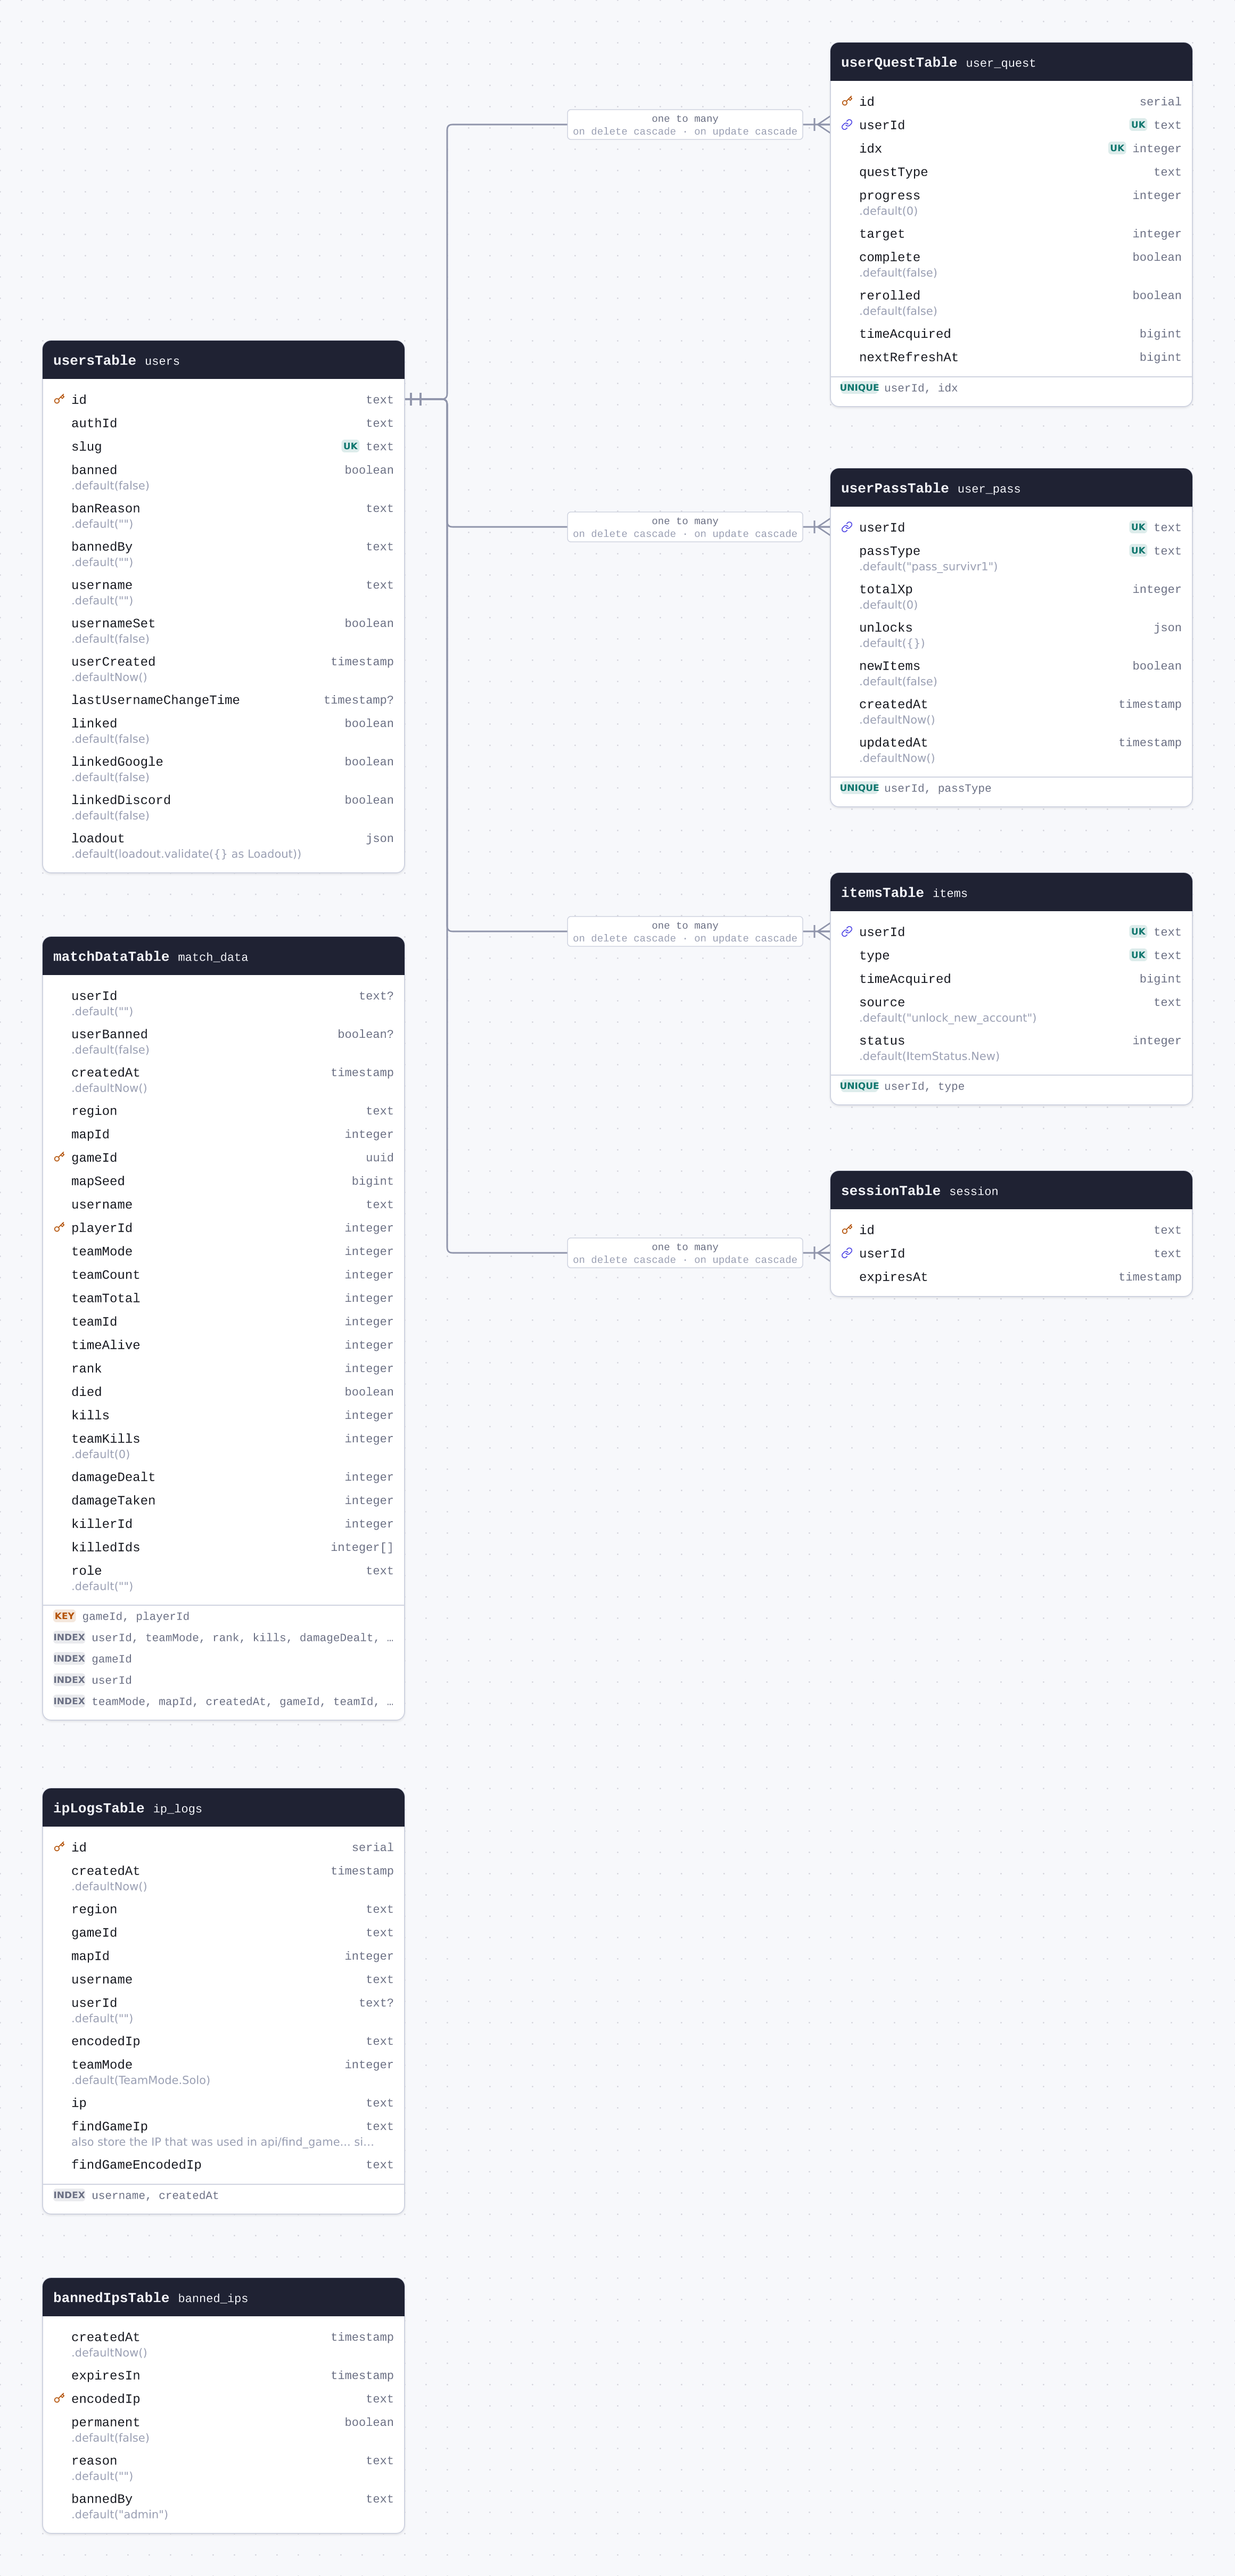 userQuestTable user_quest
id serial
userId UK text
idx UK integer
questType text
progress integer
.default(0)
target integer
complete boolean
.default(false)
rerolled boolean
.default(false)
timeAcquired bigint
nextRefreshAt bigint
UNIQUE userId, idx
one to many
on delete cascade · on update cascade
usersTable users
id text
authId text
slug UK text
banned boolean
.default(false)
banReason text
.default("")
bannedBy text
.default("")
username text
.default("")
usernameSet boolean
.default(false)
userCreated timestamp
.defaultNow()
lastUsernameChangeTime timestamp?
linked boolean
.default(false)
linkedGoogle boolean
.default(false)
linkedDiscord boolean
.default(false)
loadout json
.default(loadout.validate({} as Loadout))
one to many
on delete cascade · on update cascade
userPassTable user_pass
userId UK text
passType UK text
.default("pass_survivr1")
totalXp integer
.default(0)
unlocks json
.default({})
newItems boolean
.default(false)
createdAt timestamp
.defaultNow()
updatedAt timestamp
.defaultNow()
UNIQUE userId, passType
one to many
on delete cascade · on update cascade
itemsTable items
userId UK text
type UK text
timeAcquired bigint
source text
.default("unlock_new_account")
status integer
.default(ItemStatus.New)
UNIQUE userId, type
one to many
on delete cascade · on update cascade
sessionTable session
id text
userId text
expiresAt timestamp
matchDataTable match_data
userId text?
.default("")
userBanned boolean?
.default(false)
createdAt timestamp
.defaultNow()
region text
mapId integer
gameId uuid
mapSeed bigint
username text
playerId integer
teamMode integer
teamCount integer
teamTotal integer
teamId integer
timeAlive integer
rank integer
died boolean
kills integer
teamKills integer
.default(0)
damageDealt integer
damageTaken integer
killerId integer
killedIds integer[]
role text
.default("")
KEY gameId, playerId
INDEX userId, teamMode, rank, kills, damageDealt, …
INDEX gameId
INDEX userId
INDEX teamMode, mapId, createdAt, gameId, teamId, …
ipLogsTable ip_logs
id serial
createdAt timestamp
.defaultNow()
region text
gameId text
mapId integer
username text
userId text?
.default("")
encodedIp text
teamMode integer
.default(TeamMode.Solo)
ip text
findGameIp text
also store the IP that was used in api/find_game... si…
findGameEncodedIp text
INDEX username, createdAt
bannedIpsTable banned_ips
createdAt timestamp
.defaultNow()
expiresIn timestamp
encodedIp text
permanent boolean
.default(false)
reason text
.default("")
bannedBy text
.default("admin")